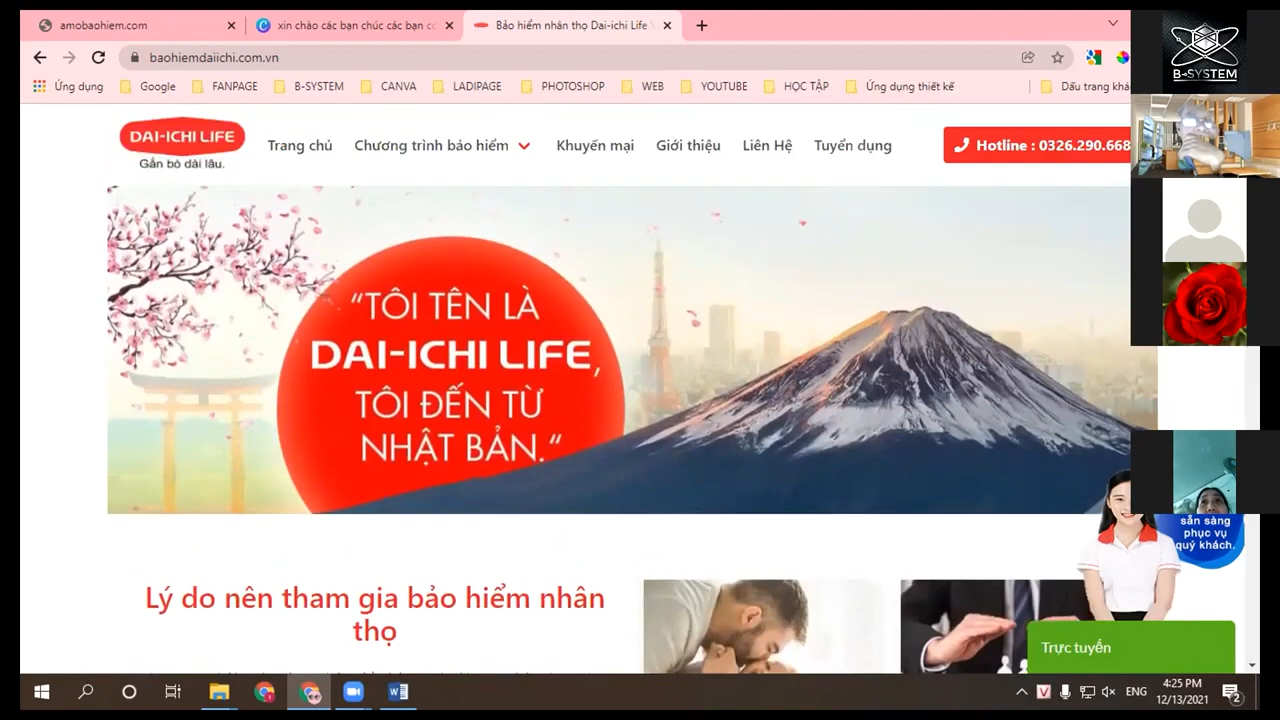 amobaohiem.com
xin chào các bạn chúc các bạn có
Bảo hiểm nhân thọ Dai-ichi Life
baohiemdaiichi.com.vn
Ứng dụng
Google
FANPAGE
B-SYSTEM
CANVA
LADIPAGE
PHOTOSHOP
WEB
YOUTUBE
HỌC TẬP
Ứng dụng thiết kế
Dấu trang
B-SYSTEM
DAI-ICHI LIFE
Gắn bó dài lâu.
Trang chủ
Chương trình bảo hiểm
Khuyến mại
Giới thiệu
Liên Hệ
Tuyển dụng
Hotline : 0326.290.668
“TÔI TÊN LÀ
DAI-ICHI LIFE,
TÔI ĐẾN TỪ
NHẬT BẢN.“
sẵn sàng
phục vụ
quý khách.
Lý do nên tham gia bảo hiểm nhân
thọ
Trực tuyến
ENG
4:25 PM
12/13/2021
2